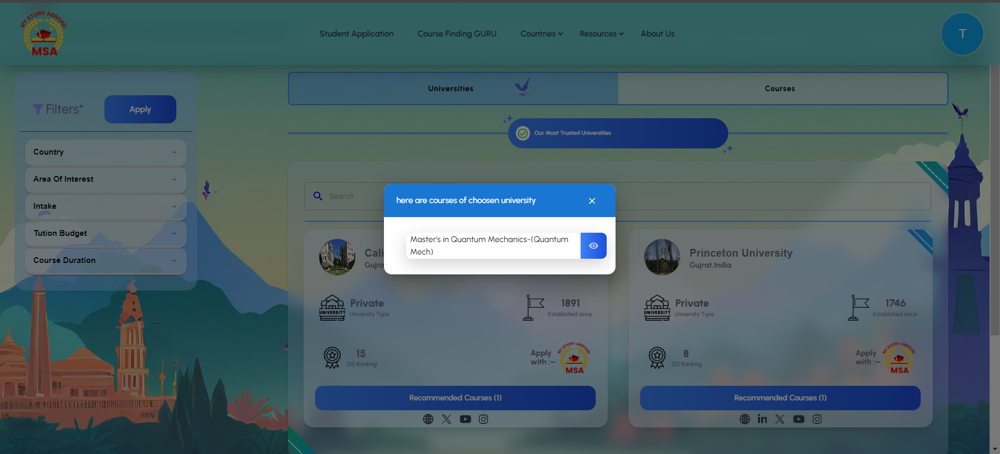 MY STORY ABROAD
MSA
Student Application
Course Finding GURU
Countries
Resources
About Us
T
Filters*
Apply
Country
Area Of Interest
Intake
Tution Budget
Course Duration
Universities
Courses
Our Most Trusted Universities
Search
here are courses of choosen university
Master's in Quantum Mechanics-(Quantum
Mech)
Cali
Gujra
UNIVERSITY
Private
University Type
1891
Established since
15
QS Ranking
Apply
with :~
MY STORY ABROAD
MSA
Recommended Courses (1)
Princeton University
Gujrat,India
UNIVERSITY
Private
University Type
1746
Established since
8
QS Ranking
Apply
with :~
MY STORY ABROAD
MSA
Recommended Courses (1)